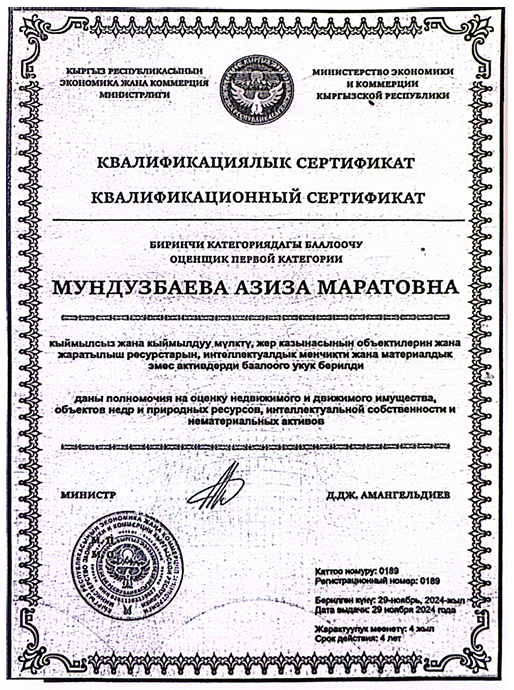 КЫРГЫЗ РЕСПУБЛИКАСЫНЫН
ЭКОНОМИКА ЖАНА КОММЕРЦИЯ
МИНИСТРЛИГИ
МИНИСТЕРСТВО ЭКОНОМИКИ
И КОММЕРЦИИ
КЫРГЫЗСКОЙ РЕСПУБЛИКИ
КВАЛИФИКАЦИЯЛЫК СЕРТИФИКАТ
КВАЛИФИКАЦИОННЫЙ СЕРТИФИКАТ
БИРИНЧИ КАТЕГОРИЯДАГЫ БААЛООЧУ
ОЦЕНЩИК ПЕРВОЙ КАТЕГОРИИ
МУНДУЗБАЕВА АЗИЗА МАРАТОВНА
кыймылсыз жана кыймылдуу мүлктү, жер казынасынын объектилерин жана
жаратылыш ресурстарын, интеллектуалдык менчикти жана материалдык
эмес активдерди баалоого укук берилди
даны полномочия на оценку недвижимого и движимого имущества,
объектов недр и природных ресурсов, интеллектуальной собственности и
нематериальных активов
МИНИСТР
Д.ДЖ. АМАНГЕЛЬДИЕВ
Каттоо номуру: 0189
Регистрационный номер: 0189
Берилген күнү: 29-ноябрь, 2024-жыл
Дата выдачи: 29 ноября 2024 года
Жарактуулук мөөнөтү: 4 жыл
Срок действия: 4 лет